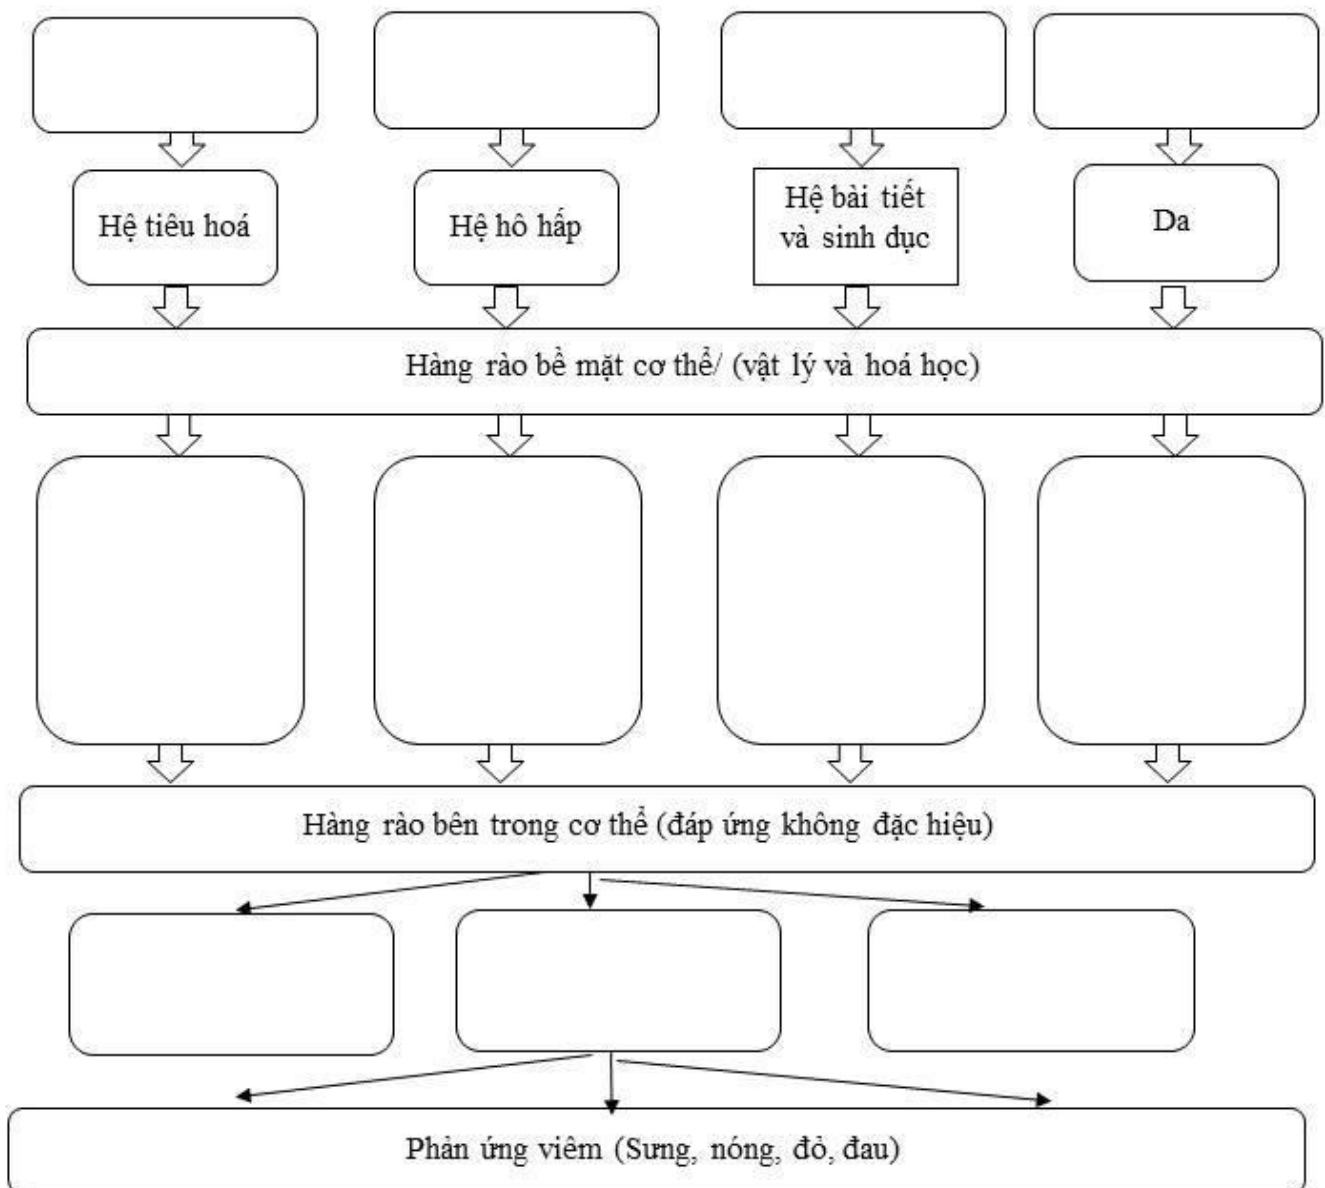 Hệ tiêu hoá
Hệ hô hấp
Hệ bài tiết
và sinh dục
Da
Hàng rào bề mặt cơ thể/ (vật lý và hoá học)
Hàng rào bên trong cơ thể (đáp ứng không đặc hiệu)
Phản ứng viêm (Sưng, nóng, đỏ, đau)